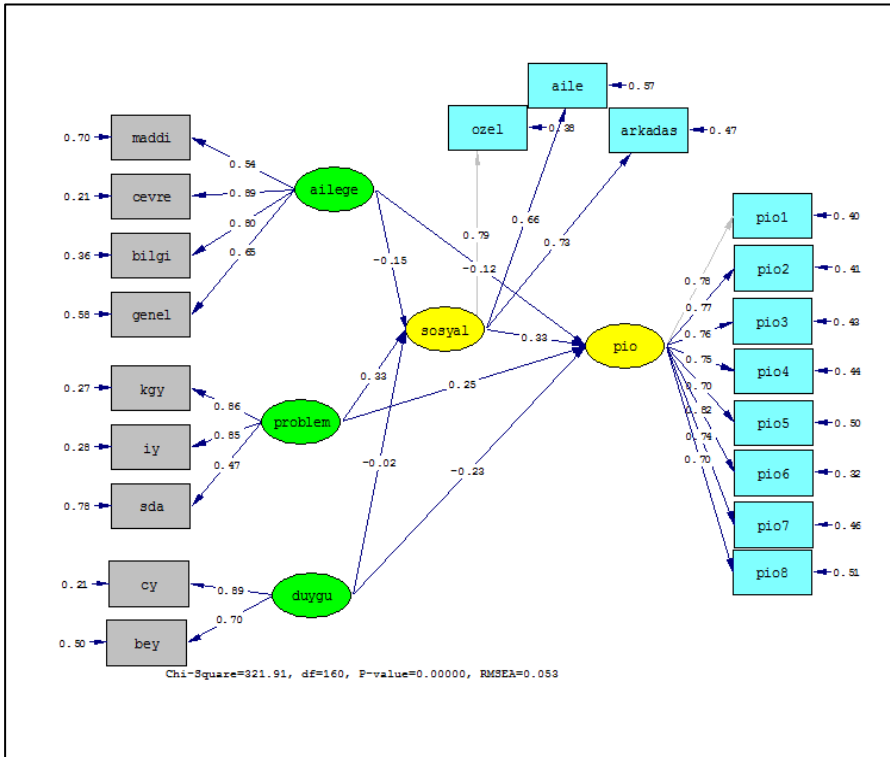 aile
0.57
ozel
0.38
arkadas
0.47
0.70
maddi
0.54
0.21
cevre
0.89
ailege
0.36
bilgi
0.80
0.58
genel
0.65
-0.15
-0.12
0.79
0.66
0.73
sosyal
0.33
pio
0.33
0.25
-0.02
-0.23
0.27
kgy
0.86
0.28
iy
0.85
problem
0.78
sda
0.47
0.21
cy
0.89
duygu
0.50
bey
0.70
pio1
0.40
0.78
pio2
0.41
0.77
pio3
0.43
0.76
pio4
0.44
0.75
pio5
0.50
0.70
pio6
0.32
0.82
pio7
0.46
0.74
pio8
0.51
0.70
Chi-Square=321.91, df=160, P-value=0.00000, RMSEA=0.053